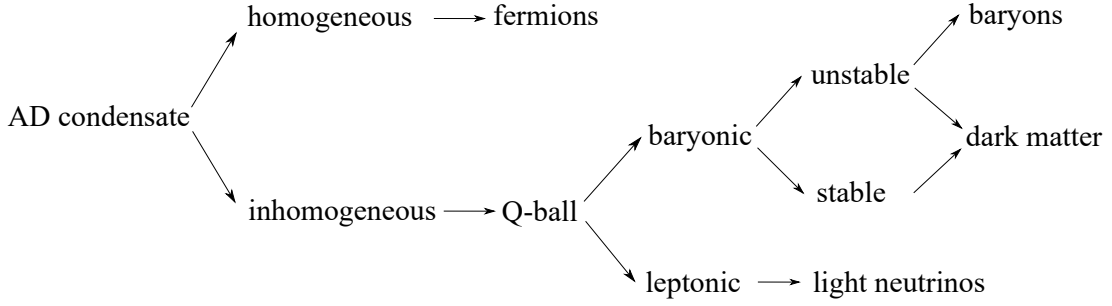 homogeneous
fermions
baryons
unstable
AD condensate
baryonic
dark matter
stable
inhomogeneous
Q-ball
leptonic
light neutrinos